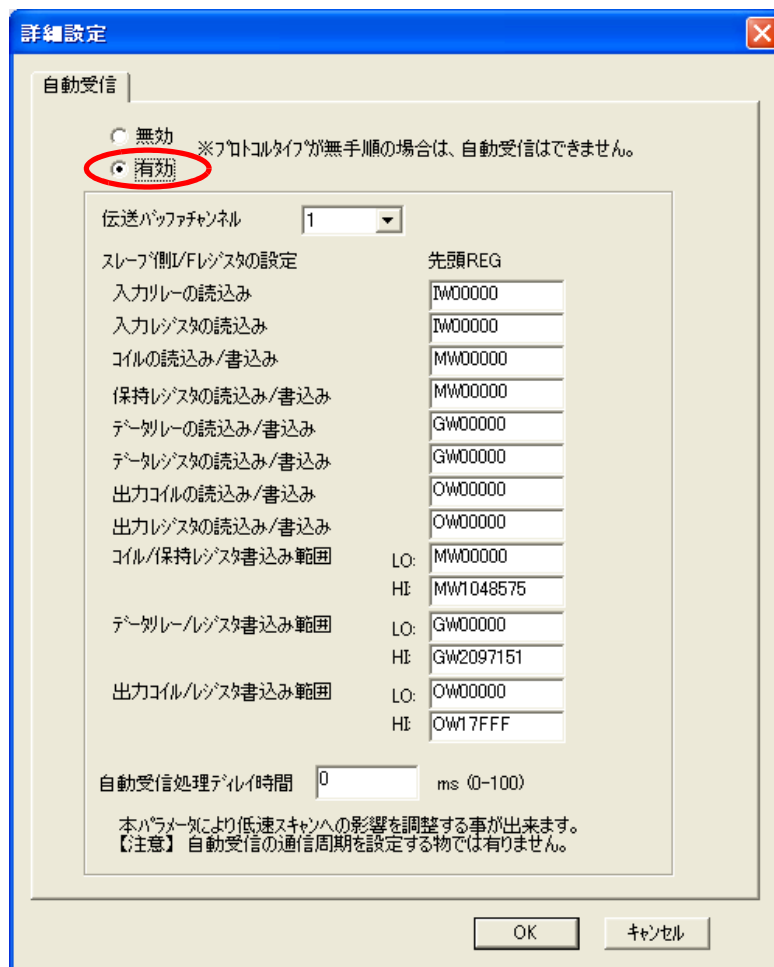 詳細設定
自動受信
無効
※プロトコルタイプが無手順の場合は、自動受信はできません。
有効
伝送バッファチャンネル 1
スレーブ側I/Fレジスタの設定 先頭REG
入力リレーの読込み IW00000
入力レジスタの読込み IW00000
コイルの読込み/書込み MW00000
保持レジスタの読込み/書込み MW00000
データリレーの読込み/書込み GW00000
データレジスタの読込み/書込み GW00000
出力コイルの読込み/書込み OW00000
出力レジスタの読込み/書込み OW00000
コイル/保持レジスタ書込み範囲 LO: MW00000
HI: MW1048575
データリレー/レジスタ書込み範囲 LO: GW00000
HI: GW2097151
出力コイル/レジスタ書込み範囲 LO: OW00000
HI: OW17FFF
自動受信処理ディレイ時間 0 ms (0-100)
本パラメータにより低速スキャンへの影響を調整する事が出来ます。
【注意】 自動受信の通信周期を設定する物では有りません。
OK キャンセル